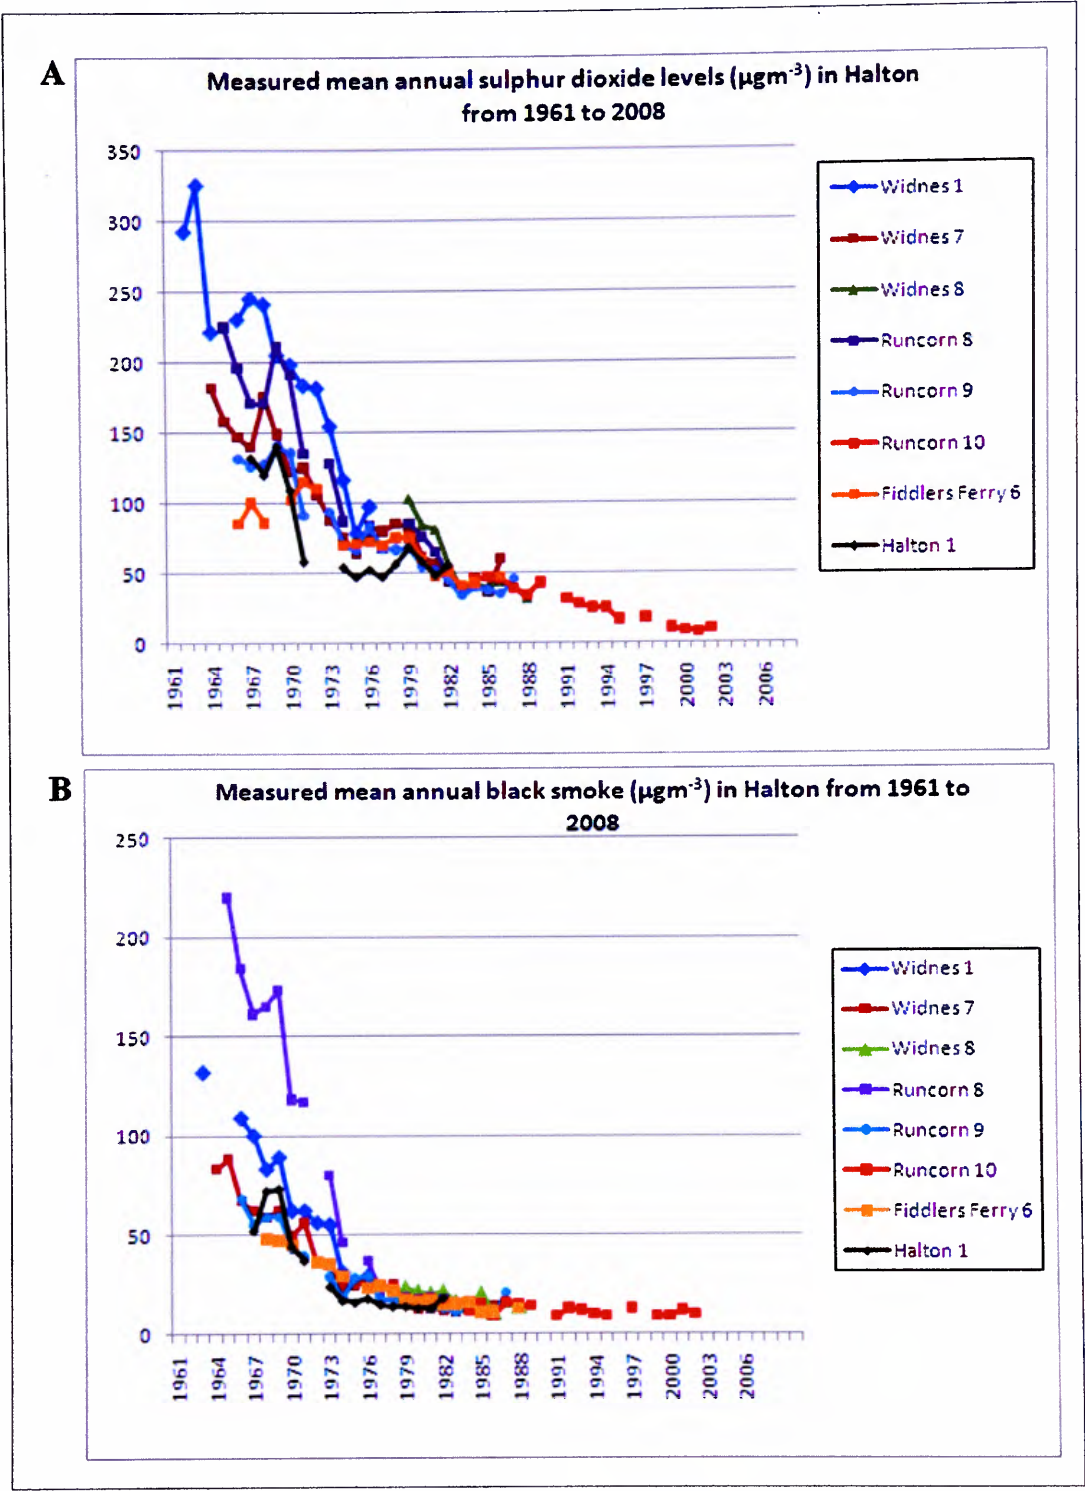 A
Measured mean annual sulphur dioxide levels (µgm-3) in Halton
from 1961 to 2008
350
300
250
200
150
100
50
0
1961
1964
1967
1970
1973
1976
1979
1982
1985
1988
1991
1994
1997
2000
2003
2006
Widnes 1
Widnes 7
Widnes 8
Runcorn 8
Runcorn 9
Runcorn 10
Fiddlers Ferry 6
Halton 1
B
Measured mean annual black smoke (µgm-3) in Halton from 1961 to
2008
250
200
150
100
50
0
1961
1964
1967
1970
1973
1976
1979
1982
1985
1988
1991
1994
1997
2000
2003
2006
Widnes 1
Widnes 7
Widnes 8
Runcorn 8
Runcorn 9
Runcorn 10
Fiddlers Ferry 6
Halton 1